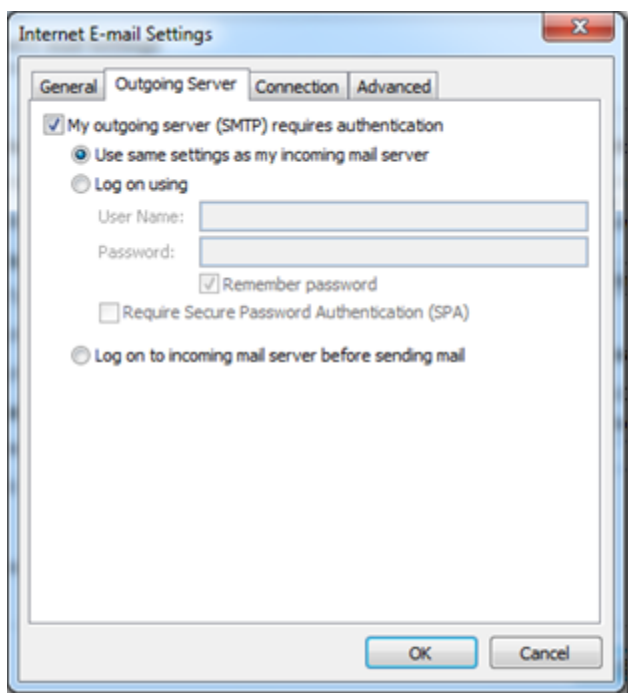 Internet E-mail Settings
General Outgoing Server Connection Advanced
My outgoing server (SMTP) requires authentication
Use same settings as my incoming mail server
Log on using
User Name:
Password:
Remember password
Require Secure Password Authentication (SPA)
Log on to incoming mail server before sending mail
OK Cancel